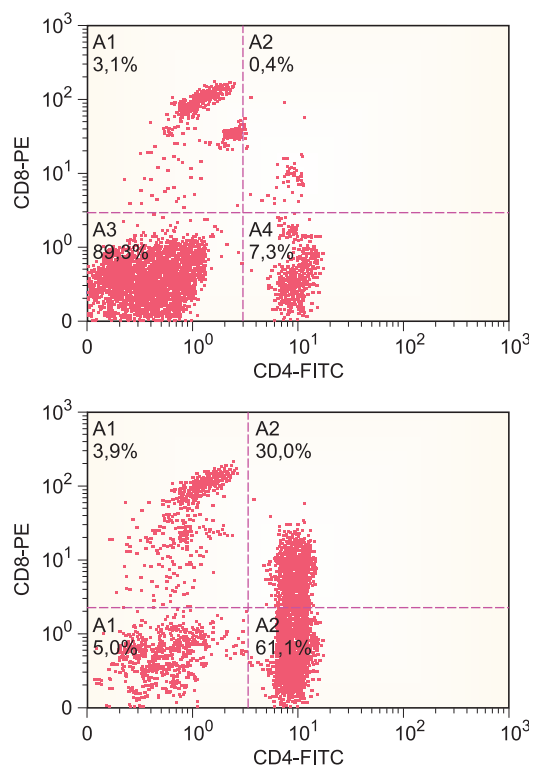 10³
A1
A2
3,1%
0,4%
10²
CD8-PE
10¹
A3
A4
89,3%
7,3%
10⁰
0
0
10⁰
10¹
10²
10³
CD4-FITC
10³
A1
A2
3,9%
30,0%
10²
CD8-PE
10¹
A1
A2
5.0%
61,1%
10⁰
0
0
10⁰
10¹
10²
10³
CD4-FITC